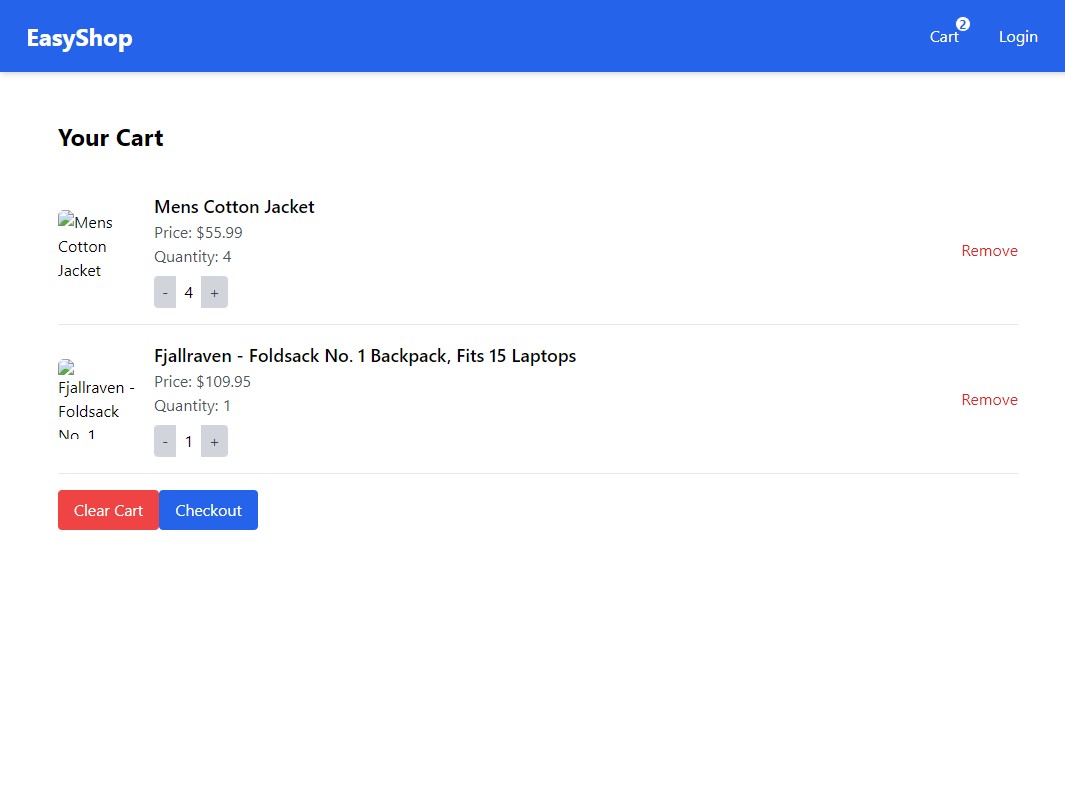 EasyShop
Cart
2
Login
Your Cart
Mens
Cotton
Jacket
Mens Cotton Jacket
Price: $55.99
Quantity: 4
- 4 +
Remove
Fjallraven -
Foldsack
No. 1
Fjallraven - Foldsack No. 1 Backpack, Fits 15 Laptops
Price: $109.95
Quantity: 1
- 1 +
Remove
Clear Cart
Checkout